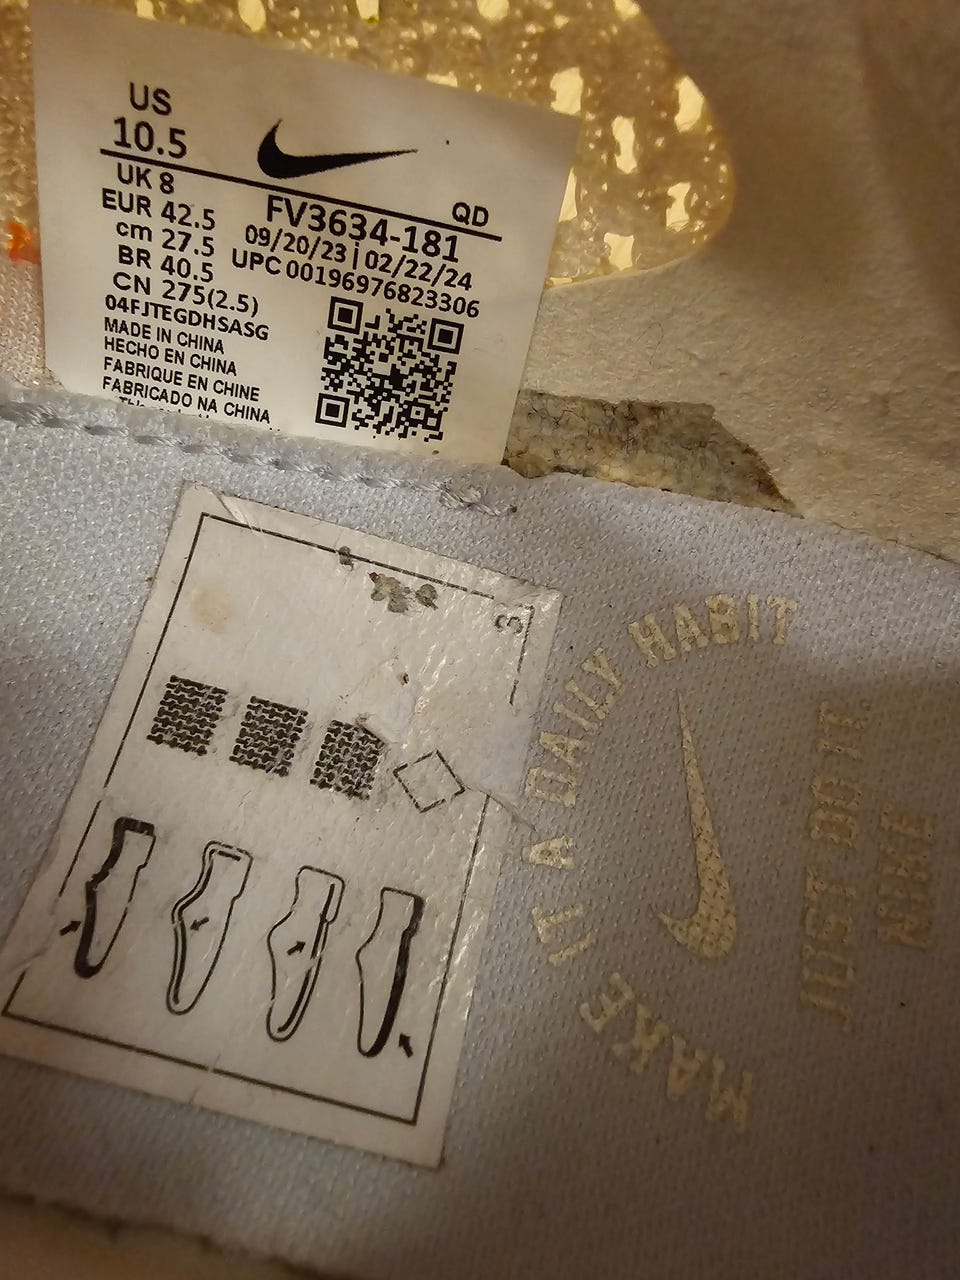 US
10.5
UK 8
EUR 42.5
cm 27.5
BR 40.5
CN 275(2.5)
04FJTEGDHSASG
MADE IN CHINA
HECHO EN CHINA
FABRIQUE EN CHINE
FABRICADO NA CHINA
QD
FV3634-181
09/20/23 | 02/22/24
UPC 00196976823306
3
MAKE IT A DAILY HABIT
JUST DO IT.
NIKE